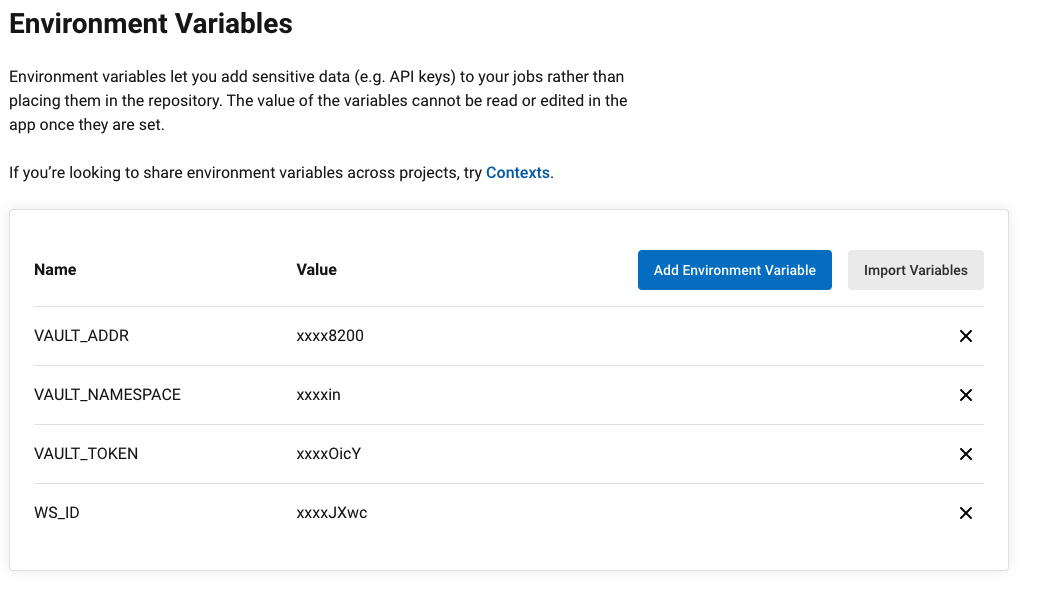 Environment Variables
Environment variables let you add sensitive data (e.g. API keys) to your jobs rather than
placing them in the repository. The value of the variables cannot be read or edited in the
app once they are set.
If you’re looking to share environment variables across projects, try Contexts.
Name Value Add Environment Variable Import Variables
VAULT_ADDR xxxx8200
VAULT_NAMESPACE xxxxin
VAULT_TOKEN xxxxOicY
WS_ID xxxxJXwc